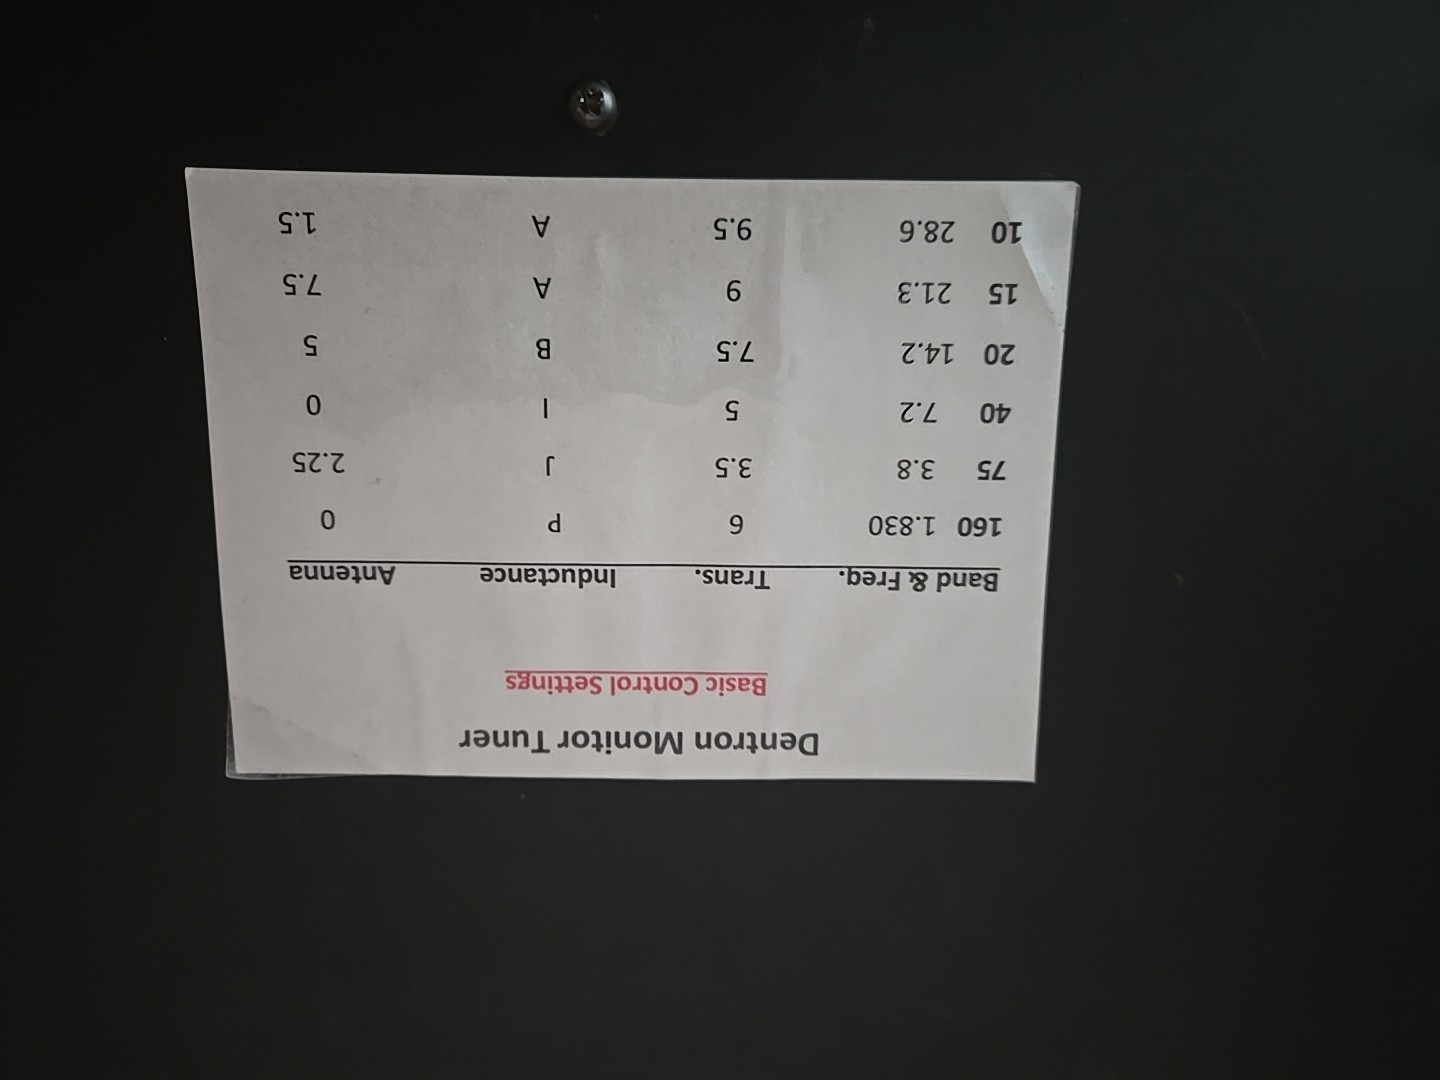 Dentron Monitor Tuner
Basic Control Settings
Band & Freq. Trans. Inductance Antenna
160 1.830 6 P 0
75 3.8 3.5 J 2.25
40 7.2 5 I 0
20 14.2 7.5 B 5
15 21.3 9 A 7.5
10 28.6 9.5 A 1.5